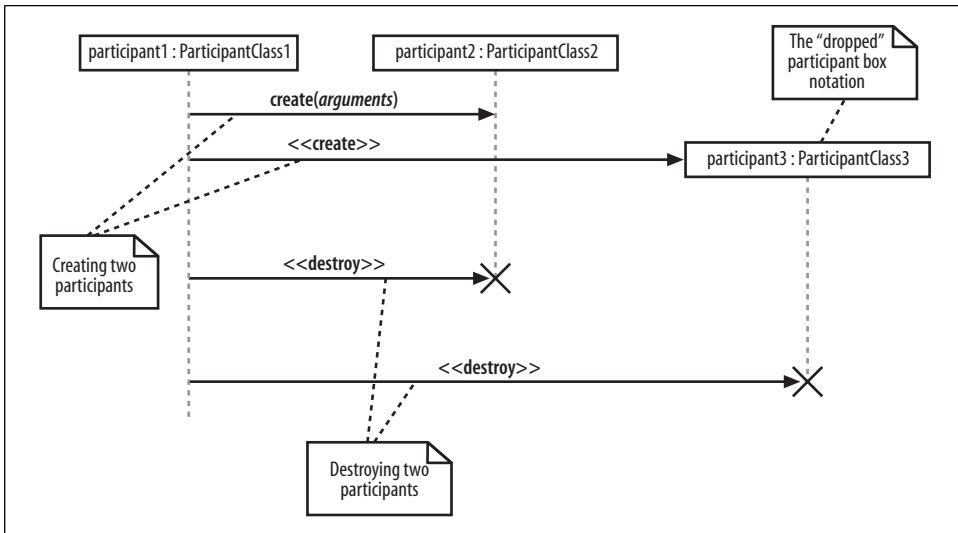 participant1 : ParticipantClass1
participant2 : ParticipantClass2
The “dropped”
participant box
notation
create(arguments)
<<create>>
participant3 : ParticipantClass3
Creating two
participants
<<destroy>>
<<destroy>>
Destroying two
participants